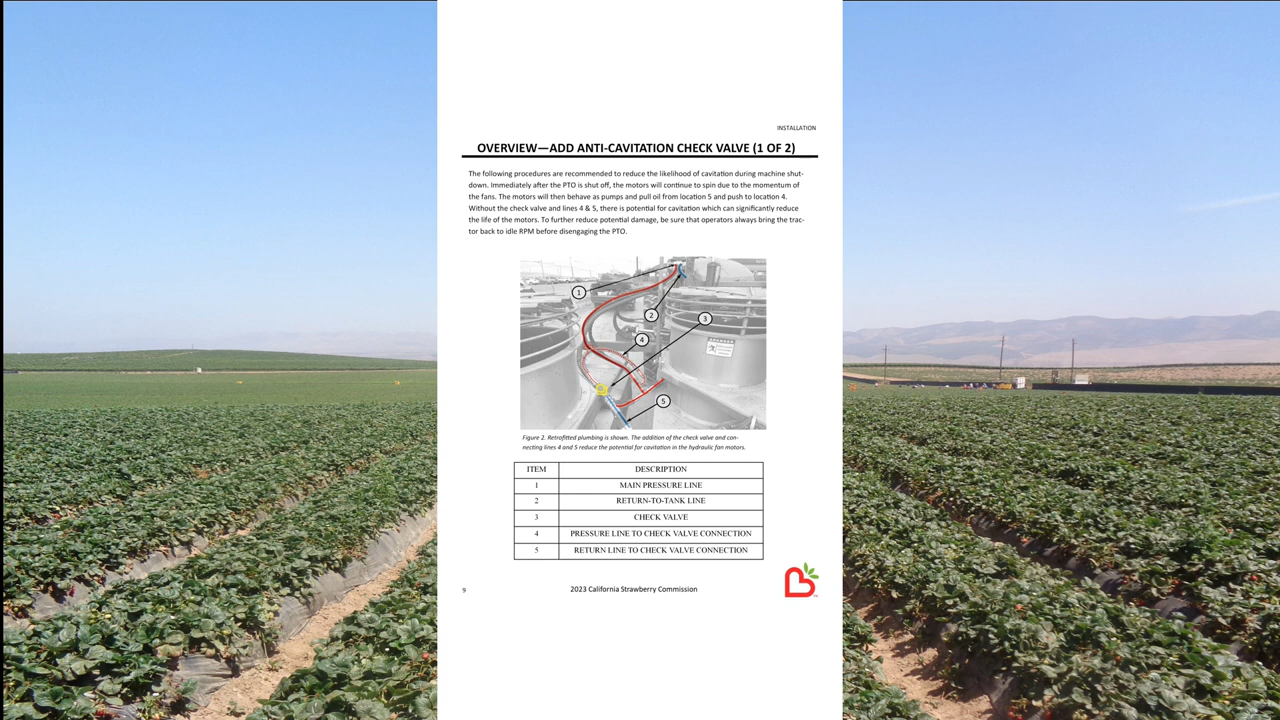 INSTALLATION
OVERVIEW—ADD ANTI-CAVITATION CHECK VALVE (1 OF 2)
The following procedures are recommended to reduce the likelihood of cavitation during machine shut-
down. Immediately after the PTO is shut off, the motors will continue to spin due to the momentum of
the fans. The motors will then behave as pumps and pull oil from location 5 and push to location 4.
Without the check valve and lines 4 & 5, there is potential for cavitation which can significantly reduce
the life of the motors. To further reduce potential damage, be sure that operators always bring the trac-
tor back to idle RPM before disengaging the PTO.
1
2
3
4
5
Figure 2. Retrofitted plumbing is shown. The addition of the check valve and con-
necting lines 4 and 5 reduce the potential for cavitation in the hydraulic fan motors.
ITEM DESCRIPTION
1 MAIN PRESSURE LINE
2 RETURN-TO-TANK LINE
3 CHECK VALVE
4 PRESSURE LINE TO CHECK VALVE CONNECTION
5 RETURN LINE TO CHECK VALVE CONNECTION
9 2023 California Strawberry Commission